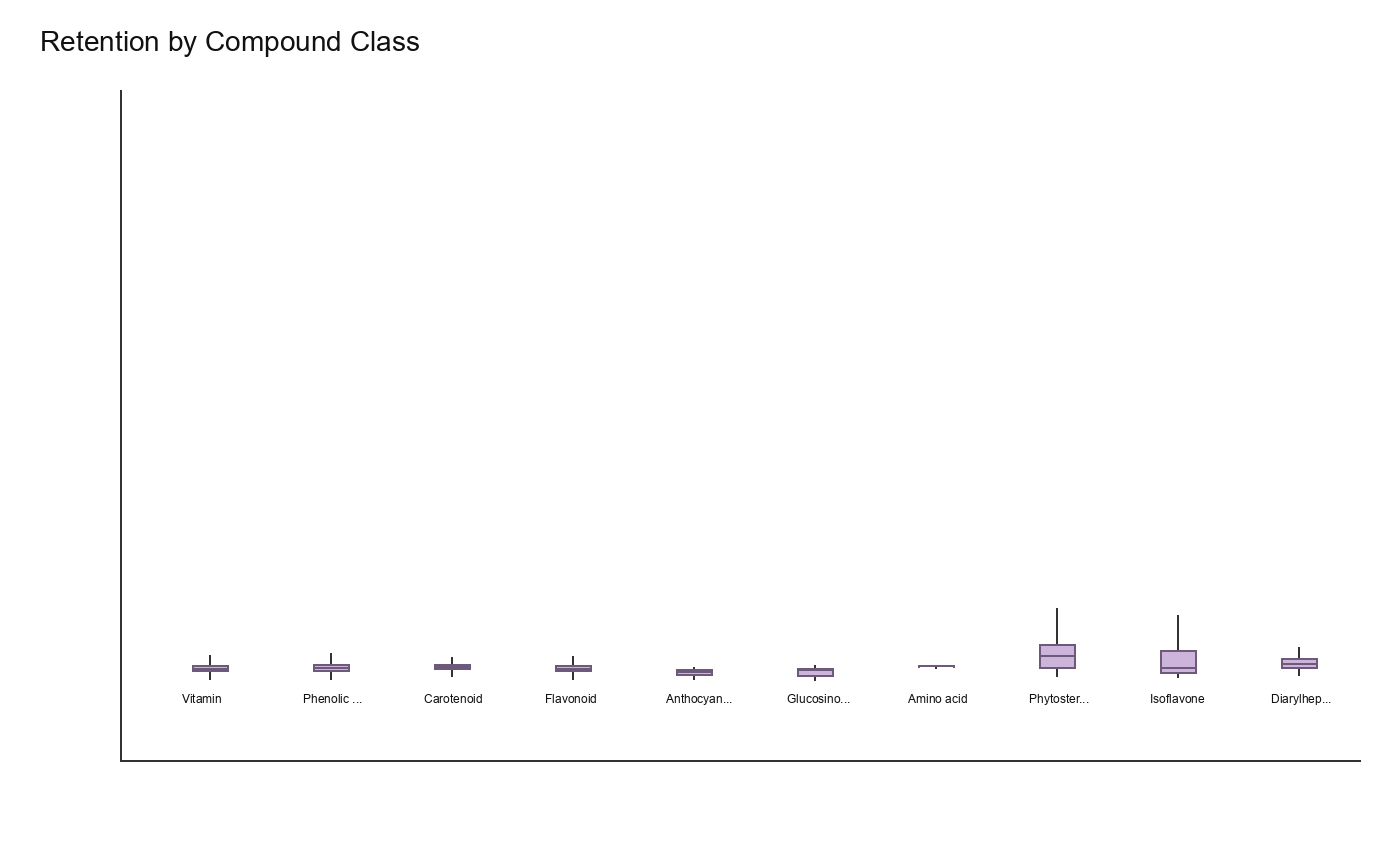 Retention by Compound Class
Vitamin
Phenolic ...
Carotenoid
Flavonoid
Anthocyan...
Glucosino...
Amino acid
Phytoster...
Isoflavone
Diarylhep...